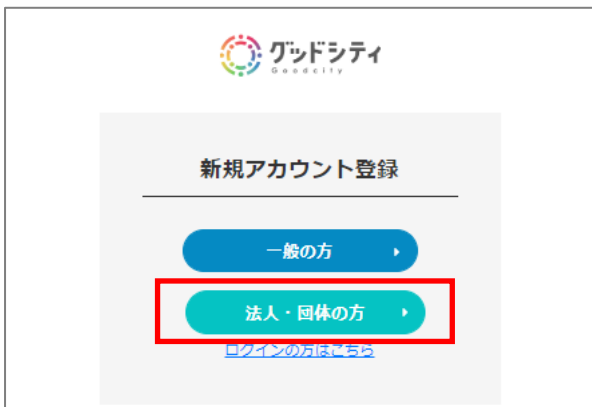 グッドシティ
Goodcity
新規アカウント登録
一般の方
法人・団体の方
ログインの方はこちら